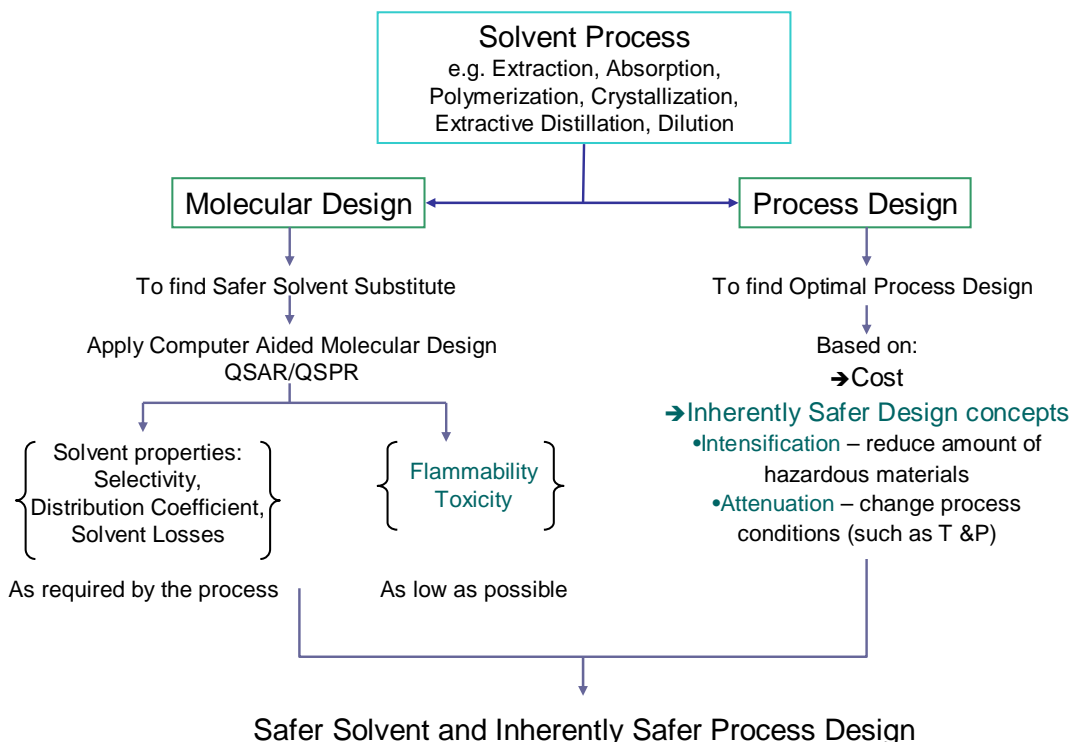 Solvent Process
e.g. Extraction, Absorption,
Polymerization, Crystallization,
Extractive Distillation, Dilution
Molecular Design
Process Design
To find Safer Solvent Substitute
To find Optimal Process Design
Apply Computer Aided Molecular Design
QSAR/QSPR
Based on:
➔Cost
➔Inherently Safer Design concepts
•Intensification – reduce amount of
hazardous materials
•Attenuation – change process
conditions (such as T &P)
Solvent properties:
Selectivity,
Distribution Coefficient,
Solvent Losses
Flammability
Toxicity
As required by the process
As low as possible
Safer Solvent and Inherently Safer Process Design